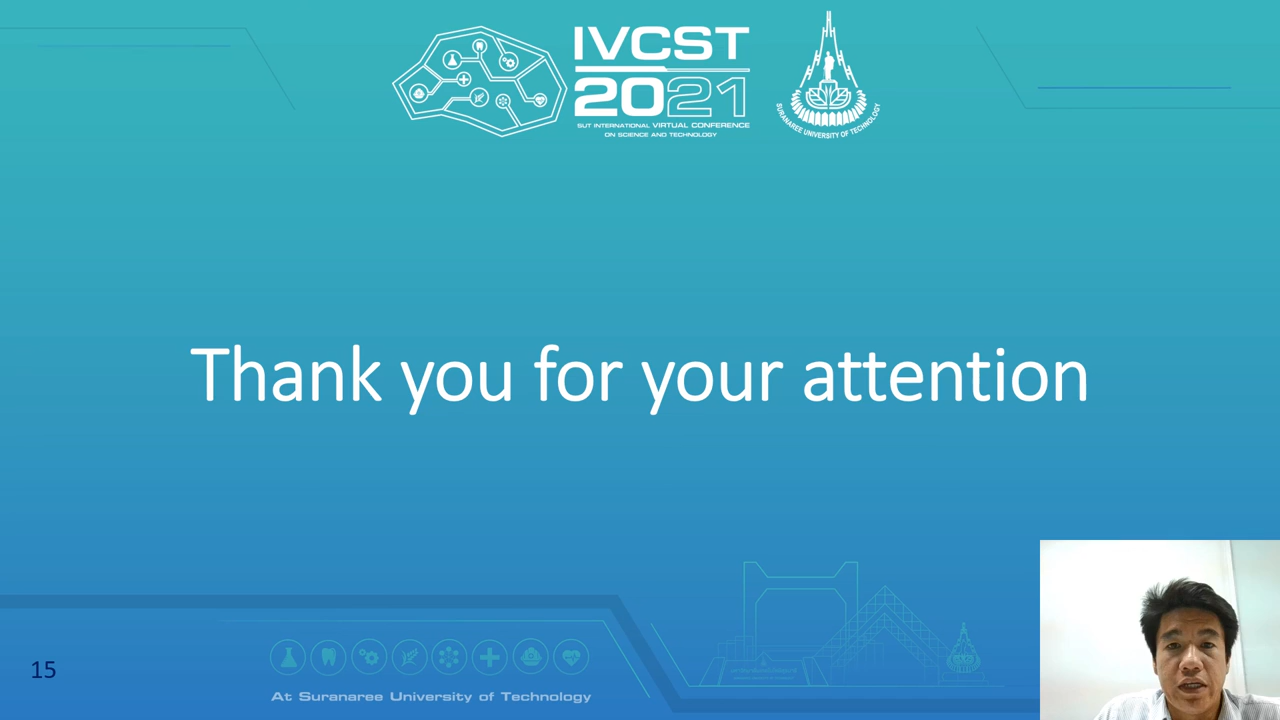 IVCST
2021
SUT INTERNATIONAL VIRTUAL CONFERENCE
ON SCIENCE AND TECHNOLOGY
SURANAREE UNIVERSITY OF TECHNOLOGY
Thank you for your attention
15
At Suranaree University of Technology